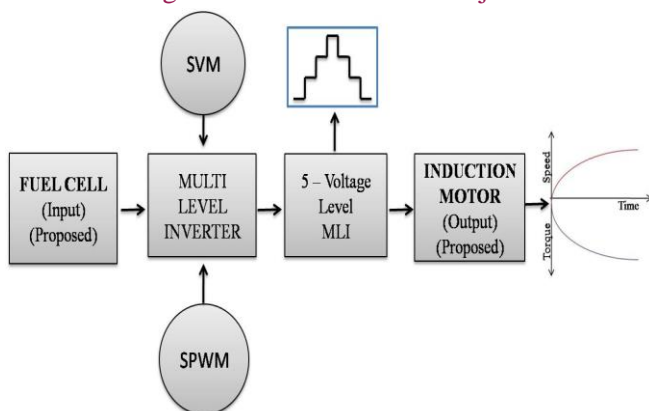 SVM
FUEL CELL
(Input)
(Proposed)
MULTI
LEVEL
INVERTER
5 – Voltage
Level
MLI
INDUCTION
MOTOR
(Output)
(Proposed)
Speed
Time
Torque
SPWM